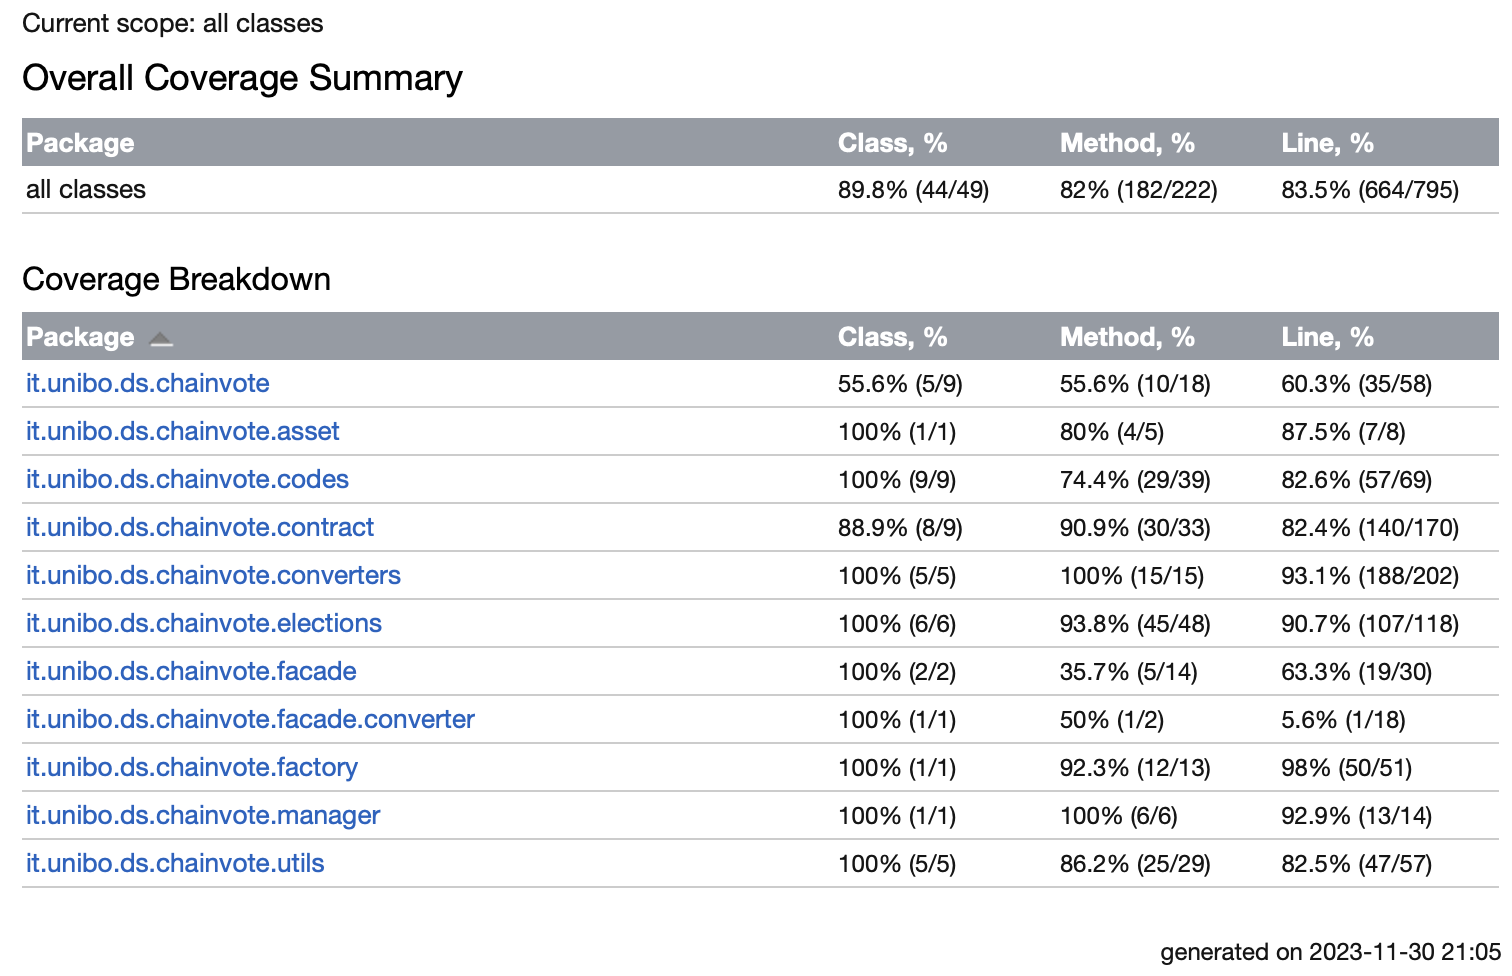 Current scope: all classes
Overall Coverage Summary
Package Class, % Method, % Line, %
all classes 89.8% (44/49) 82% (182/222) 83.5% (664/795)
Coverage Breakdown
Package Class, % Method, % Line, %
it.unibo.ds.chainvote 55.6% (5/9) 55.6% (10/18) 60.3% (35/58)
it.unibo.ds.chainvote.asset 100% (1/1) 80% (4/5) 87.5% (7/8)
it.unibo.ds.chainvote.codes 100% (9/9) 74.4% (29/39) 82.6% (57/69)
it.unibo.ds.chainvote.contract 88.9% (8/9) 90.9% (30/33) 82.4% (140/170)
it.unibo.ds.chainvote.converters 100% (5/5) 100% (15/15) 93.1% (188/202)
it.unibo.ds.chainvote.elections 100% (6/6) 93.8% (45/48) 90.7% (107/118)
it.unibo.ds.chainvote.facade 100% (2/2) 35.7% (5/14) 63.3% (19/30)
it.unibo.ds.chainvote.facade.converter 100% (1/1) 50% (1/2) 5.6% (1/18)
it.unibo.ds.chainvote.factory 100% (1/1) 92.3% (12/13) 98% (50/51)
it.unibo.ds.chainvote.manager 100% (1/1) 100% (6/6) 92.9% (13/14)
it.unibo.ds.chainvote.utils 100% (5/5) 86.2% (25/29) 82.5% (47/57)
generated on 2023-11-30 21:05